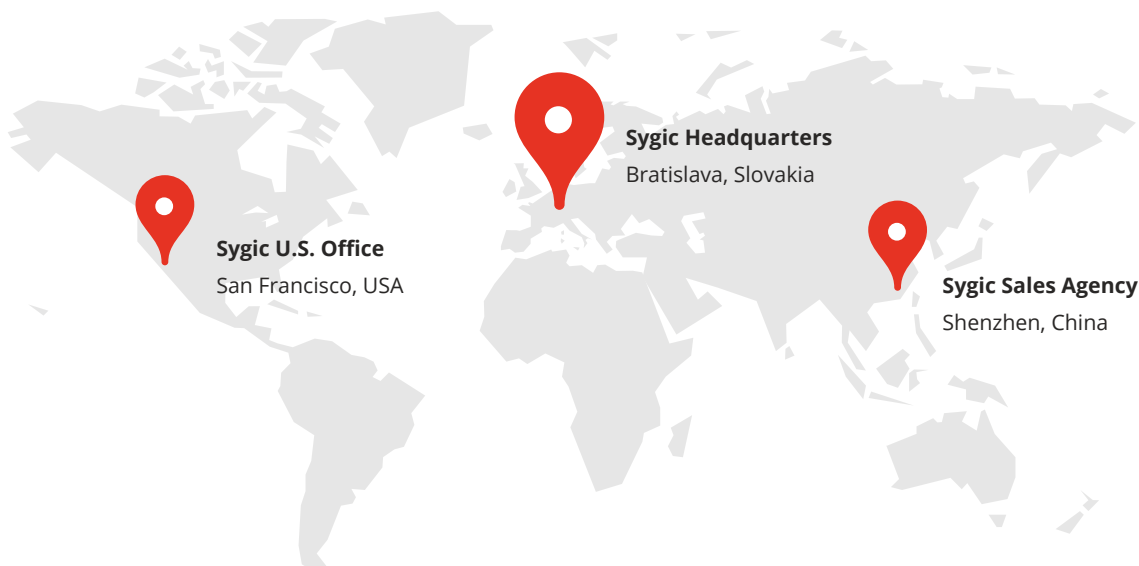 Sygic Headquarters
Bratislava, Slovakia
Sygic U.S. Office
San Francisco, USA
Sygic Sales Agency
Shenzhen, China